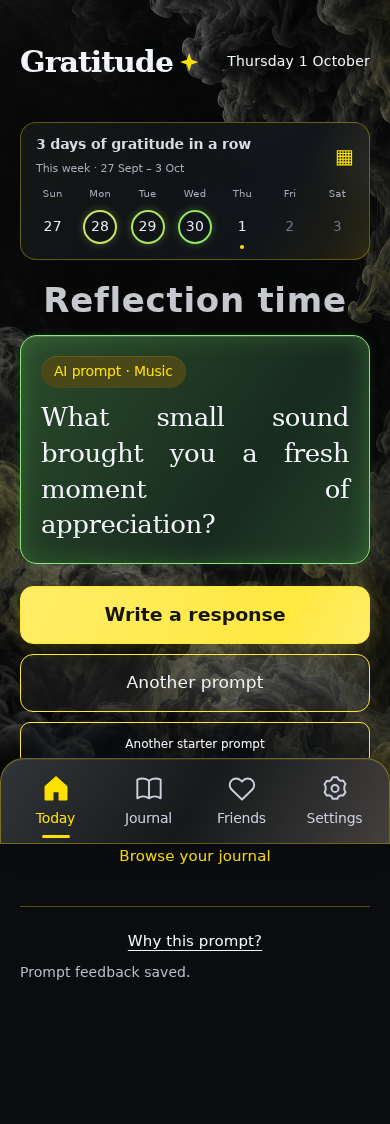 Gratitude
Thursday 1 October
3 days of gratitude in a row
This week · 27 Sept – 3 Oct
Sun Mon Tue Wed Thu Fri Sat
27 28 29 30 1 2 3
Reflection time
AI prompt · Music
What small sound
brought you a fresh
moment of
appreciation?
Write a response
Another prompt
Another starter prompt
Today Journal Friends Settings
Browse your journal
Why this prompt?
Prompt feedback saved.